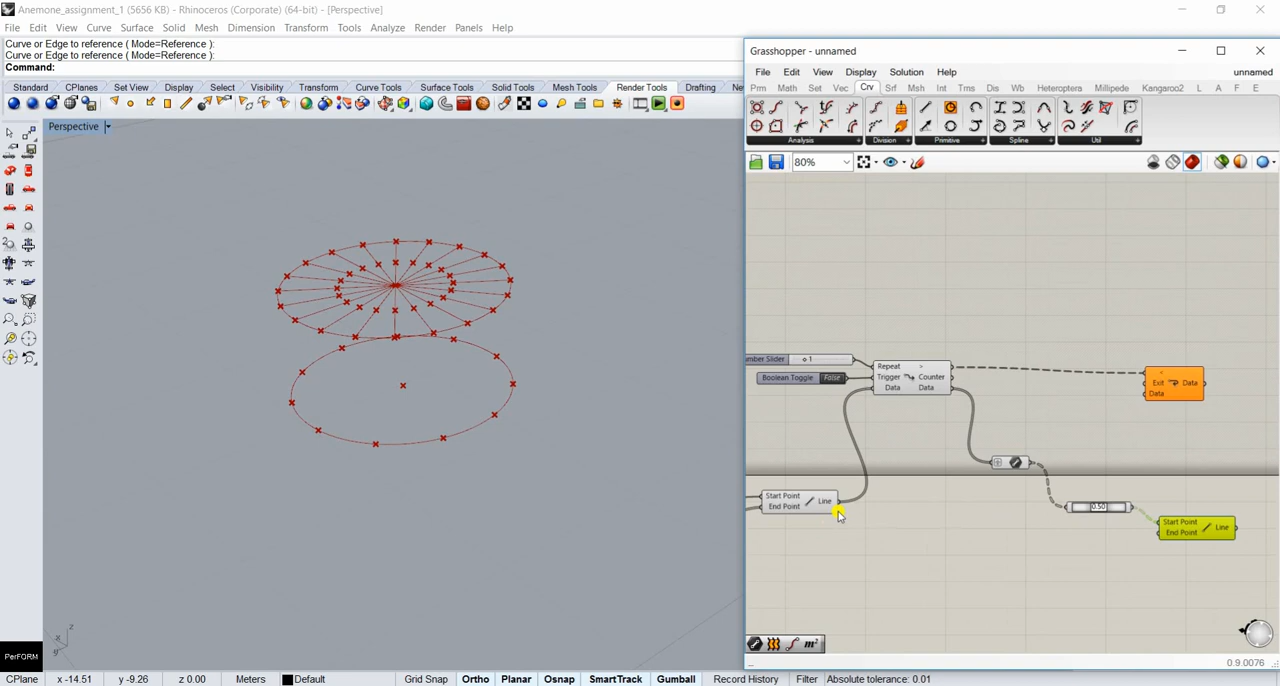 Anemone_assignment_1 (5656 KB) - Rhinoceros (Corporate) (64-bit) - [Perspective]
File Edit View Curve Surface Solid Mesh Dimension Transform Tools Analyze Render Panels Help
Curve or Edge to reference ( Mode=Reference ):
Curve or Edge to reference ( Mode=Reference ):
Command:
Standard CPlanes Set View Display Select Visibility Transform Curve Tools Surface Tools Solid Tools Mesh Tools Render Tools Drafting
Perspective
z
x
y
PerFORM
CPlane x -14.51 y -9.26 z 0.00 Meters Default Grid Snap Ortho Planar Osnap SmartTrack Gumball Record History Filter Absolute tolerance: 0.01
Grasshopper - unnamed
File Edit View Display Solution Help unnamed
Prm Math Set Vec Crv Srf Msh Int Trns Dis Wb Heteroptera Millipede Kangaroo2 L A F E
Analysis Division Primitive Spline Util
80%
umber Slider 1
Boolean Toggle False
Repeat >
Trigger Counter
Data Data
<
Exit Data
Data
Start Point
End Point Line
0.50
Start Point
End Point Line
m²
0.9.0076